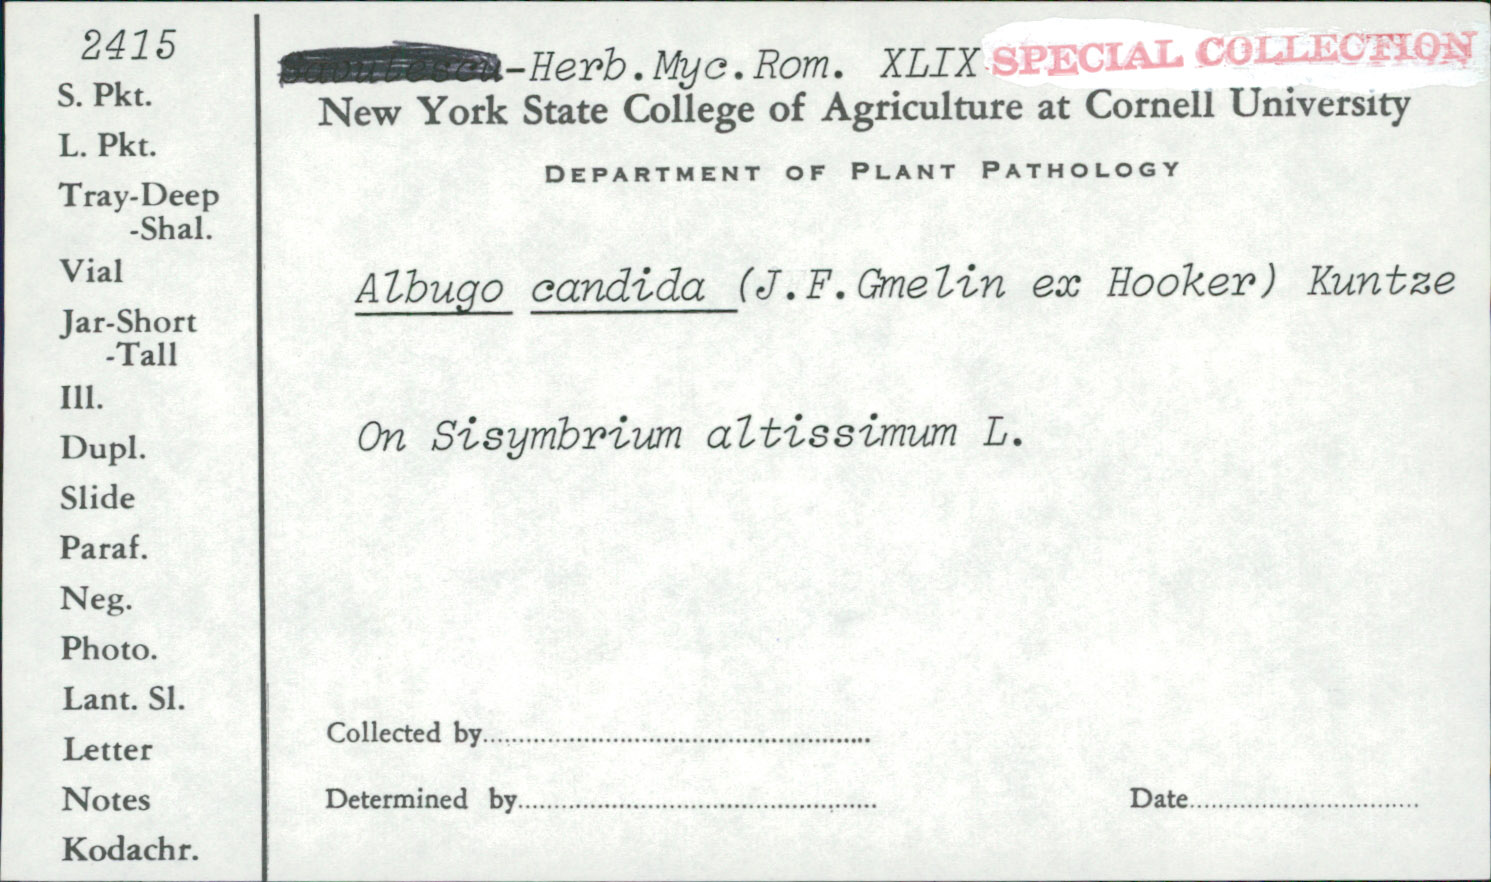 2415
S. Pkt.
L. Pkt.
Tray-Deep
-Shal.
Vial
Jar-Short
-Tall
Ill.
Dupl.
Slide
Paraf.
Neg.
Photo.
Lant. Sl.
Letter
Notes
Kodachr.
-Herb.Myc.Rom. XLIX SPECIAL COLLECTION
New York State College of Agriculture at Cornell University
DEPARTMENT OF PLANT PATHOLOGY
Albugo candida (J.F.Gmelin ex Hooker) Kuntze
On Sisymbrium altissimum L.
Collected by
Determined by Date